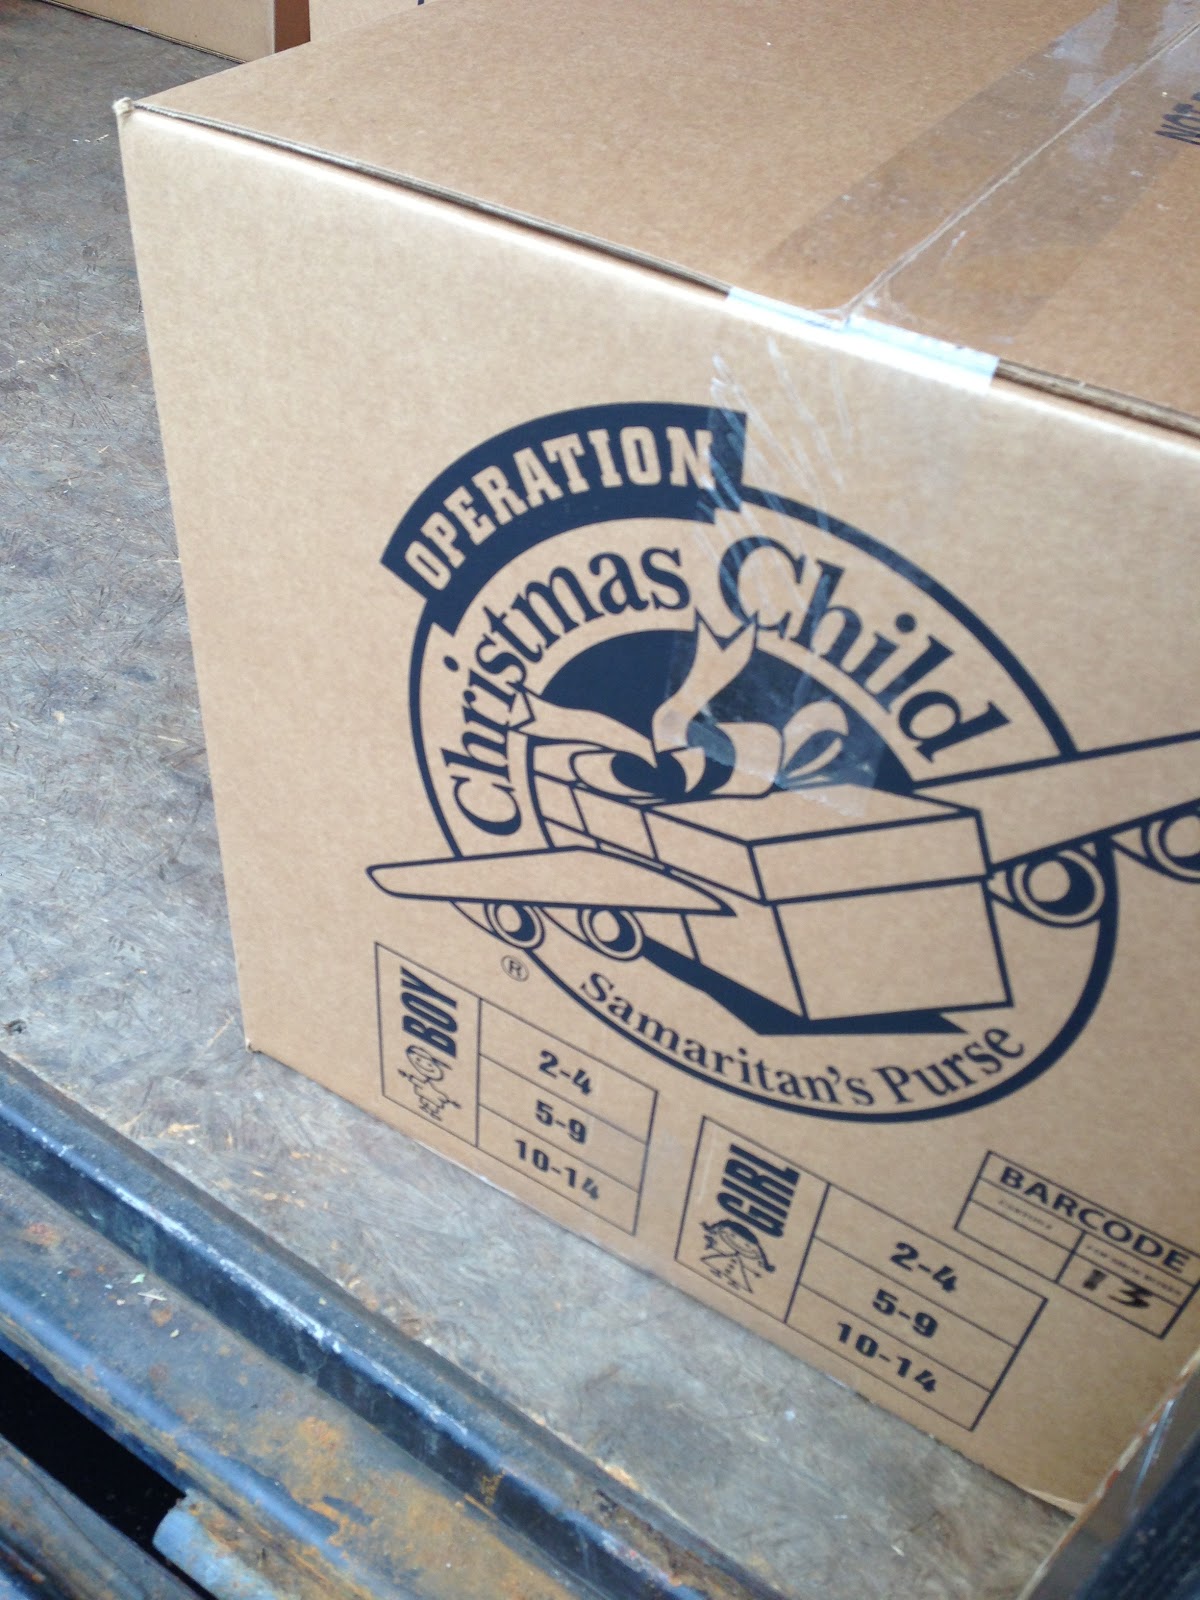 NOT
OPERATION
Christmas Child
Samaritan's Purse
®
BOY
2-4
5-9
10-14
GIRL
2-4
5-9
10-14
BARCODE
13